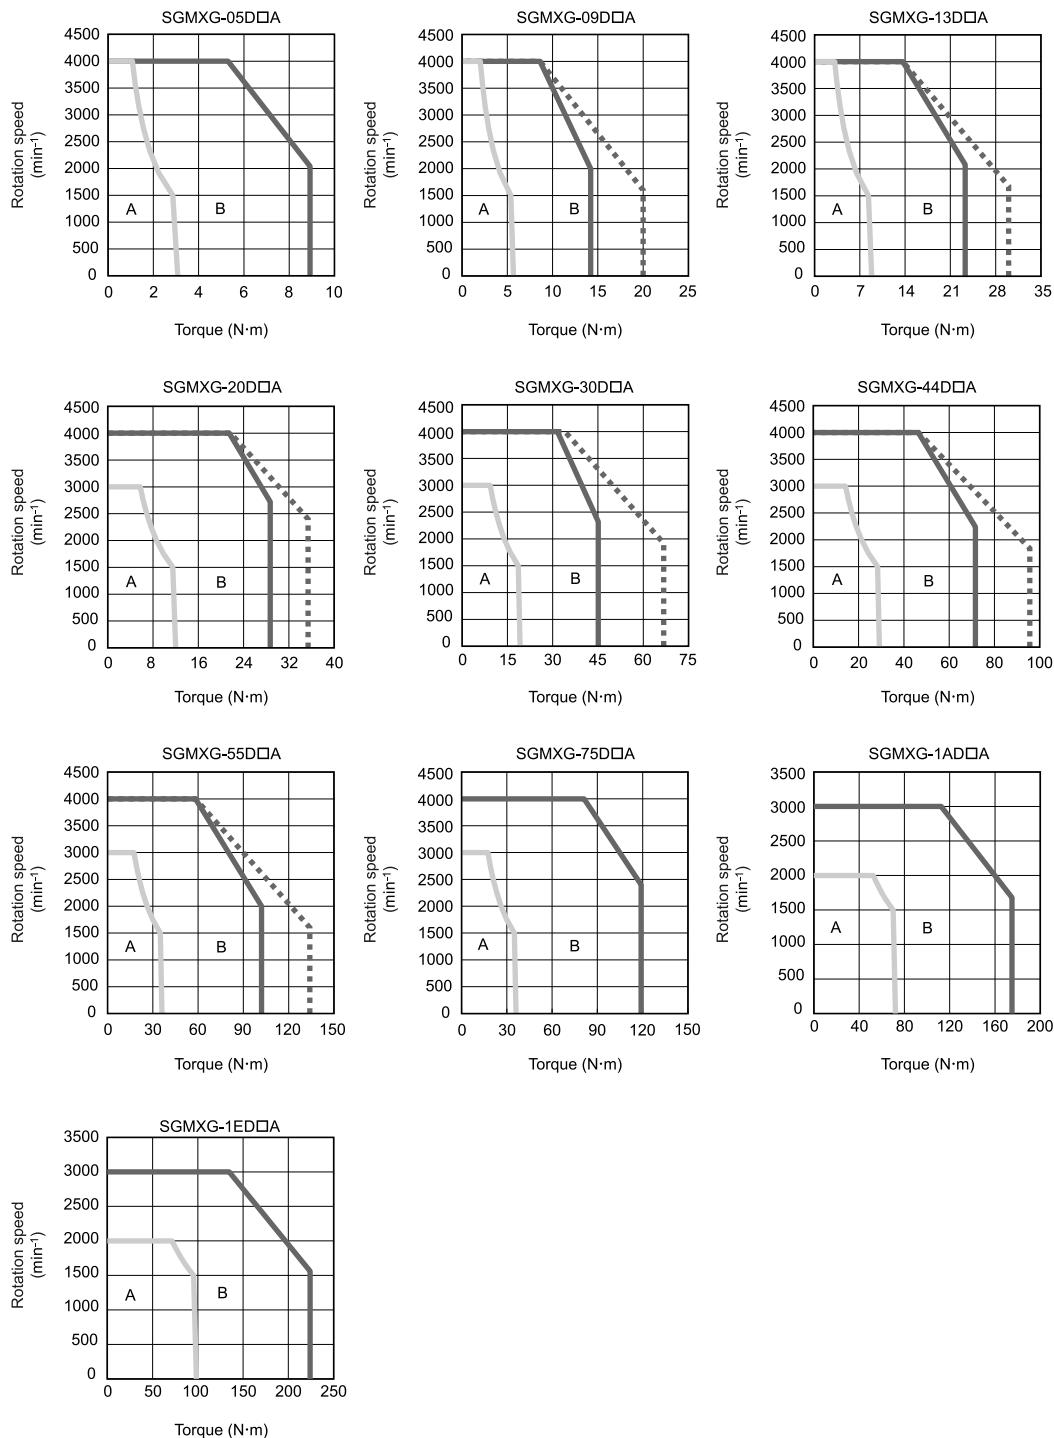 SGMXG-05D□A
4500
4000
3500
3000
2500
2000
1500
1000
500
0
0 2 4 6 8 10
A B
Rotation speed
(min⁻¹)
Torque (N·m)
SGMXG-09D□A
4500
4000
3500
3000
2500
2000
1500
1000
500
0
0 5 10 15 20 25
A B
Rotation speed
(min⁻¹)
Torque (N·m)
SGMXG-13D□A
4500
4000
3500
3000
2500
2000
1500
1000
500
0
0 7 14 21 28 35
A B
Rotation speed
(min⁻¹)
Torque (N·m)
SGMXG-20D□A
4500
4000
3500
3000
2500
2000
1500
1000
500
0
0 8 16 24 32 40
A B
Rotation speed
(min⁻¹)
Torque (N·m)
SGMXG-30D□A
4500
4000
3500
3000
2500
2000
1500
1000
500
0
0 15 30 45 60 75
A B
Rotation speed
(min⁻¹)
Torque (N·m)
SGMXG-44D□A
4500
4000
3500
3000
2500
2000
1500
1000
500
0
0 20 40 60 80 100
A B
Rotation speed
(min⁻¹)
Torque (N·m)
SGMXG-55D□A
4500
4000
3500
3000
2500
2000
1500
1000
500
0
0 30 60 90 120 150
A B
Rotation speed
(min⁻¹)
Torque (N·m)
SGMXG-75D□A
4500
4000
3500
3000
2500
2000
1500
1000
500
0
0 30 60 90 120 150
A B
Rotation speed
(min⁻¹)
Torque (N·m)
SGMXG-1AD□A
3500
3000
2500
2000
1500
1000
500
0
0 40 80 120 160 200
A B
Rotation speed
(min⁻¹)
Torque (N·m)
SGMXG-1ED□A
3500
3000
2500
2000
1500
1000
500
0
0 50 100 150 200 250
A B
Rotation speed
(min⁻¹)
Torque (N·m)